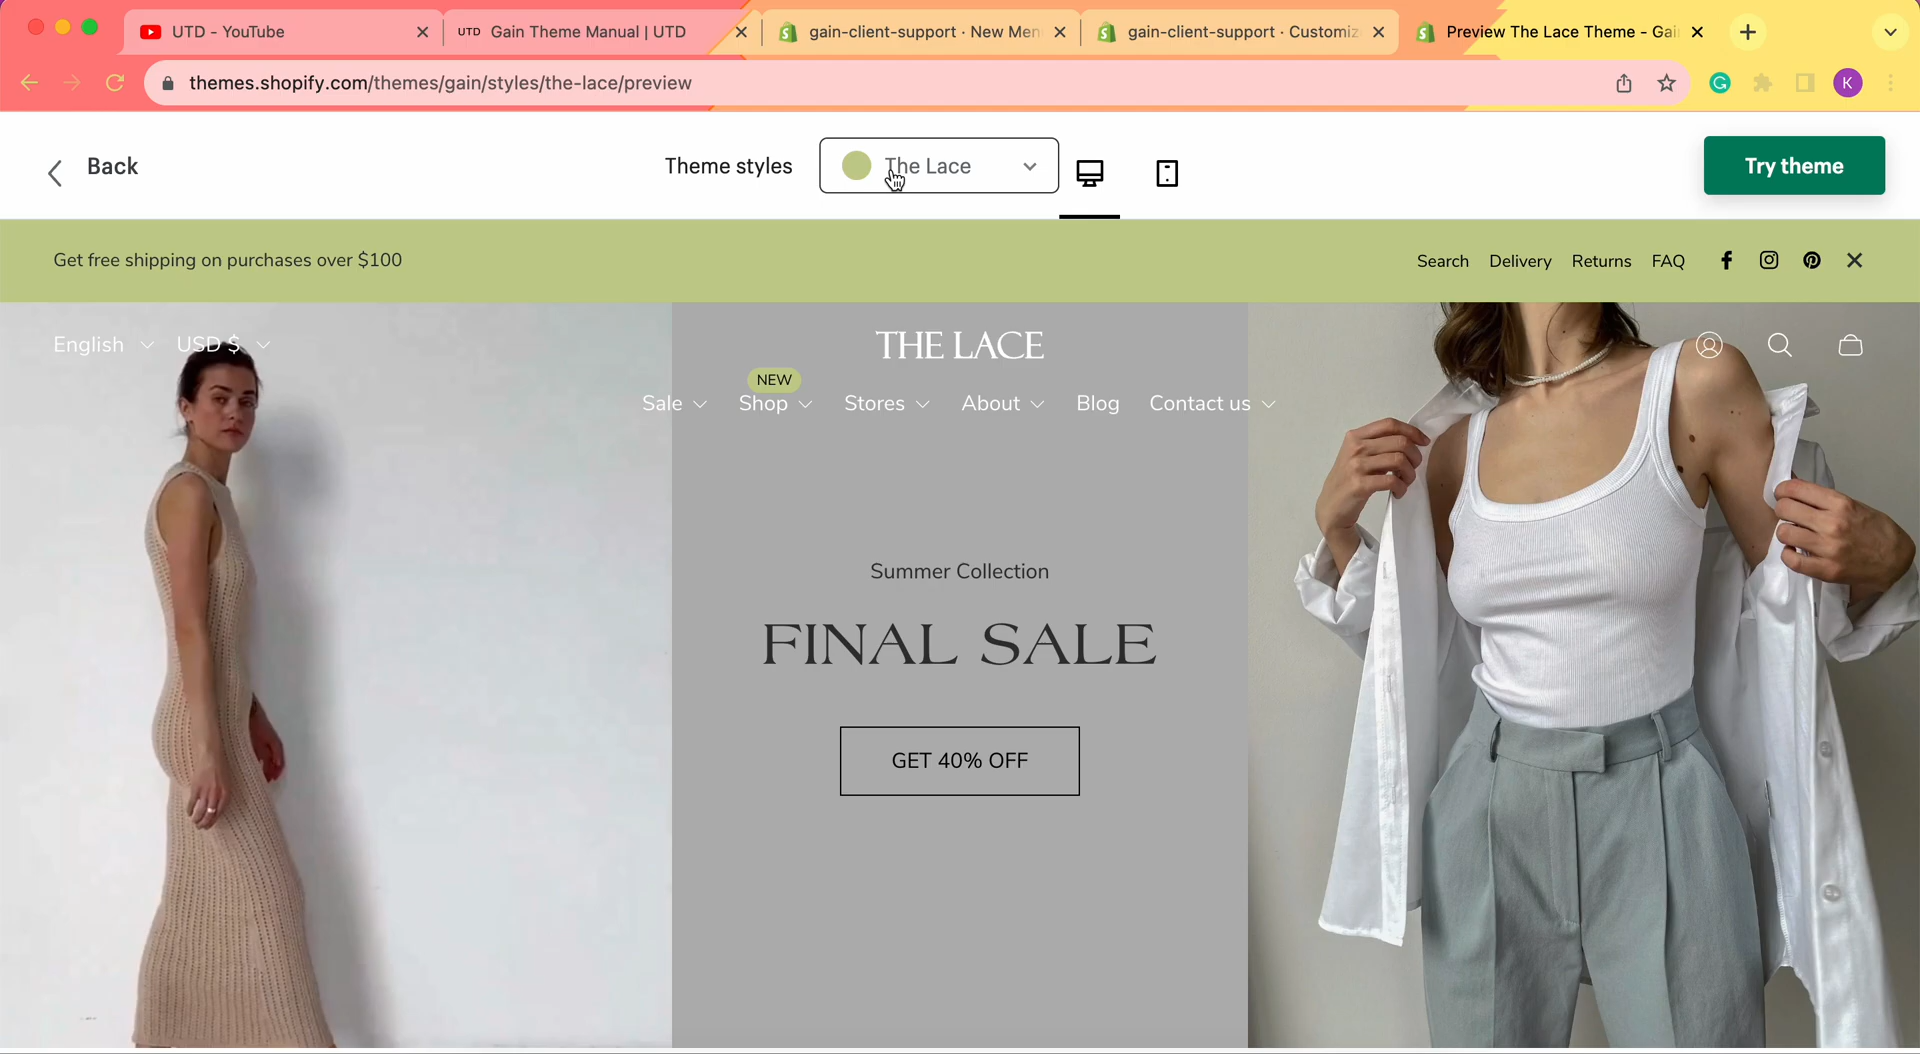 UTD - YouTube
UTD Gain Theme Manual | UTD
gain-client-support · New Men
gain-client-support · Customiz
Preview The Lace Theme - Gai
themes.shopify.com/themes/gain/styles/the-lace/preview
K
Back
Theme styles
The Lace
Try theme
Get free shipping on purchases over $100
Search Delivery Returns FAQ
English USD $
THE LACE
NEW
Sale Shop Stores About Blog Contact us
Summer Collection
FINAL SALE
GET 40% OFF